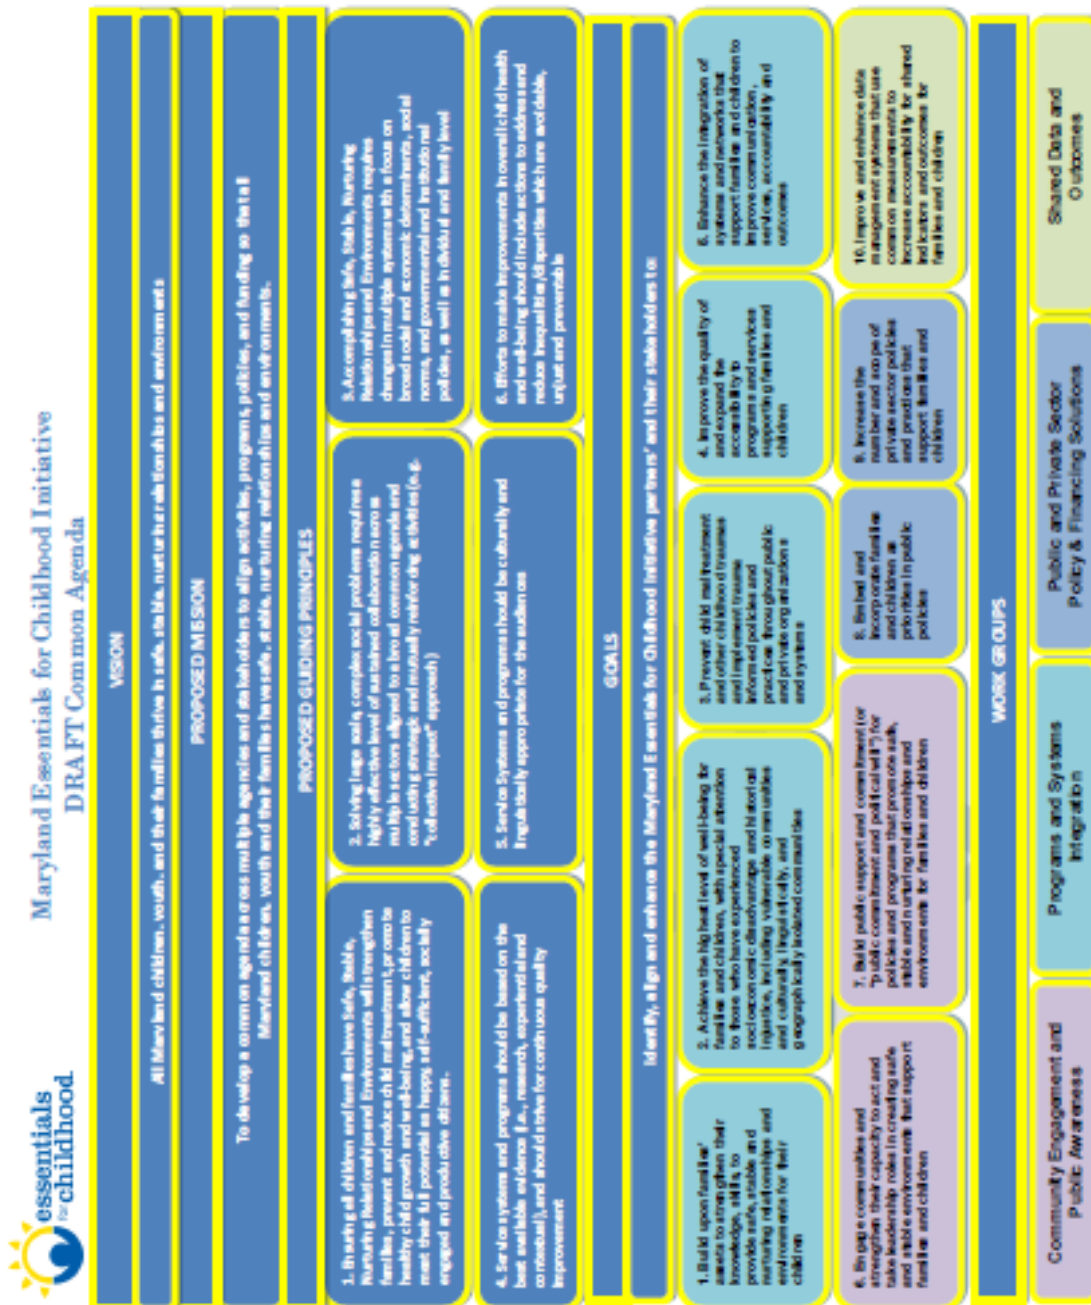 essentials
for childhood
Maryland Essentials for Childhood Initiative
DRAFT Common Agenda
VISION
All Maryland children, youth, and their families thrive in safe, stable, nurturing relationships and environments
PROPOSED MISSION
To develop a common agenda across multiple agencies and stakeholders to align activities, programs, policies, and funding so that all
Maryland children, youth and their families have safe, stable, nurturing relationships and environments.
PROPOSED GUIDING PRINCIPLES
1. Ensuring all children and families have Safe, Stable,
Nurturing Relationships and Environments will strengthen
families, prevent and reduce child maltreatment, promote
healthy child growth and well-being, and allow children to
meet their full potential as happy, self-sufficient, socially
engaged and productive citizens.
2. Solving large scale, complex social problems requires a
highly effective level of sustained collaboration across
multiple sectors aligned to a broad common agenda and
conducting strategic and mutually reinforcing activities (e.g.
"collective impact" approach)
3. Accomplishing Safe, Stable, Nurturing
Relationships and Environments requires
changes in multiple systems with a focus on
broad social and economic determinants, social
norms, and governmental and institutional
policies, as well as individual and family level
4. Service systems and programs should be based on the
best available evidence (i.e., research, experiential and
contextual), and should strive for continuous quality
improvement
5. Service Systems and programs should be culturally and
linguistically appropriate for the audiences
6. Efforts to make improvements in overall child health
and well-being should include actions to address and
reduce inequalities/disparities which are avoidable,
unjust and preventable
GOALS
Identify, align and enhance the Maryland Essentials for Childhood Initiative partners' and their stakeholders to:
1. Build upon families'
assets to strengthen their
knowledge, skills, to
provide safe, stable and
nurturing relationships and
environments for their
children
2. Achieve the highest level of well-being for
families and children, with special attention
to those who have experienced
socioeconomic disadvantage and historical
injustice, including vulnerable communities
and culturally, linguistically, and
geographically isolated communities
3. Prevent child maltreatment
and other childhood traumas
and implement trauma
informed policies and
practices throughout public
and private organizations
and systems
4. Improve the quality of
and expand the
accessibility to
programs and services
supporting families and
children
5. Enhance the integration of
systems and networks that
support families and children to
improve communication,
services, accountability and
outcomes
6. Engage communities and
strengthen their capacity to act and
take leadership roles in creating safe
and stable environments that support
families and children
7. Build public support and commitment (or
"public commitment and political will") for
policies and programs that promote safe,
stable and nurturing relationships and
environments for families and children
8. Embed and
incorporate families
and children as
priorities in public
policies
9. Increase the
number and scope of
private sector policies
and practices that
support families and
children
10. Improve and enhance data
management systems that use
common measurements to
increase accountability for shared
indicators and outcomes for
families and children
WORK GROUPS
Community Engagement and
Public Awareness
Programs and Systems
Integration
Public and Private Sector
Policy & Financing Solutions
Shared Data and
Outcomes